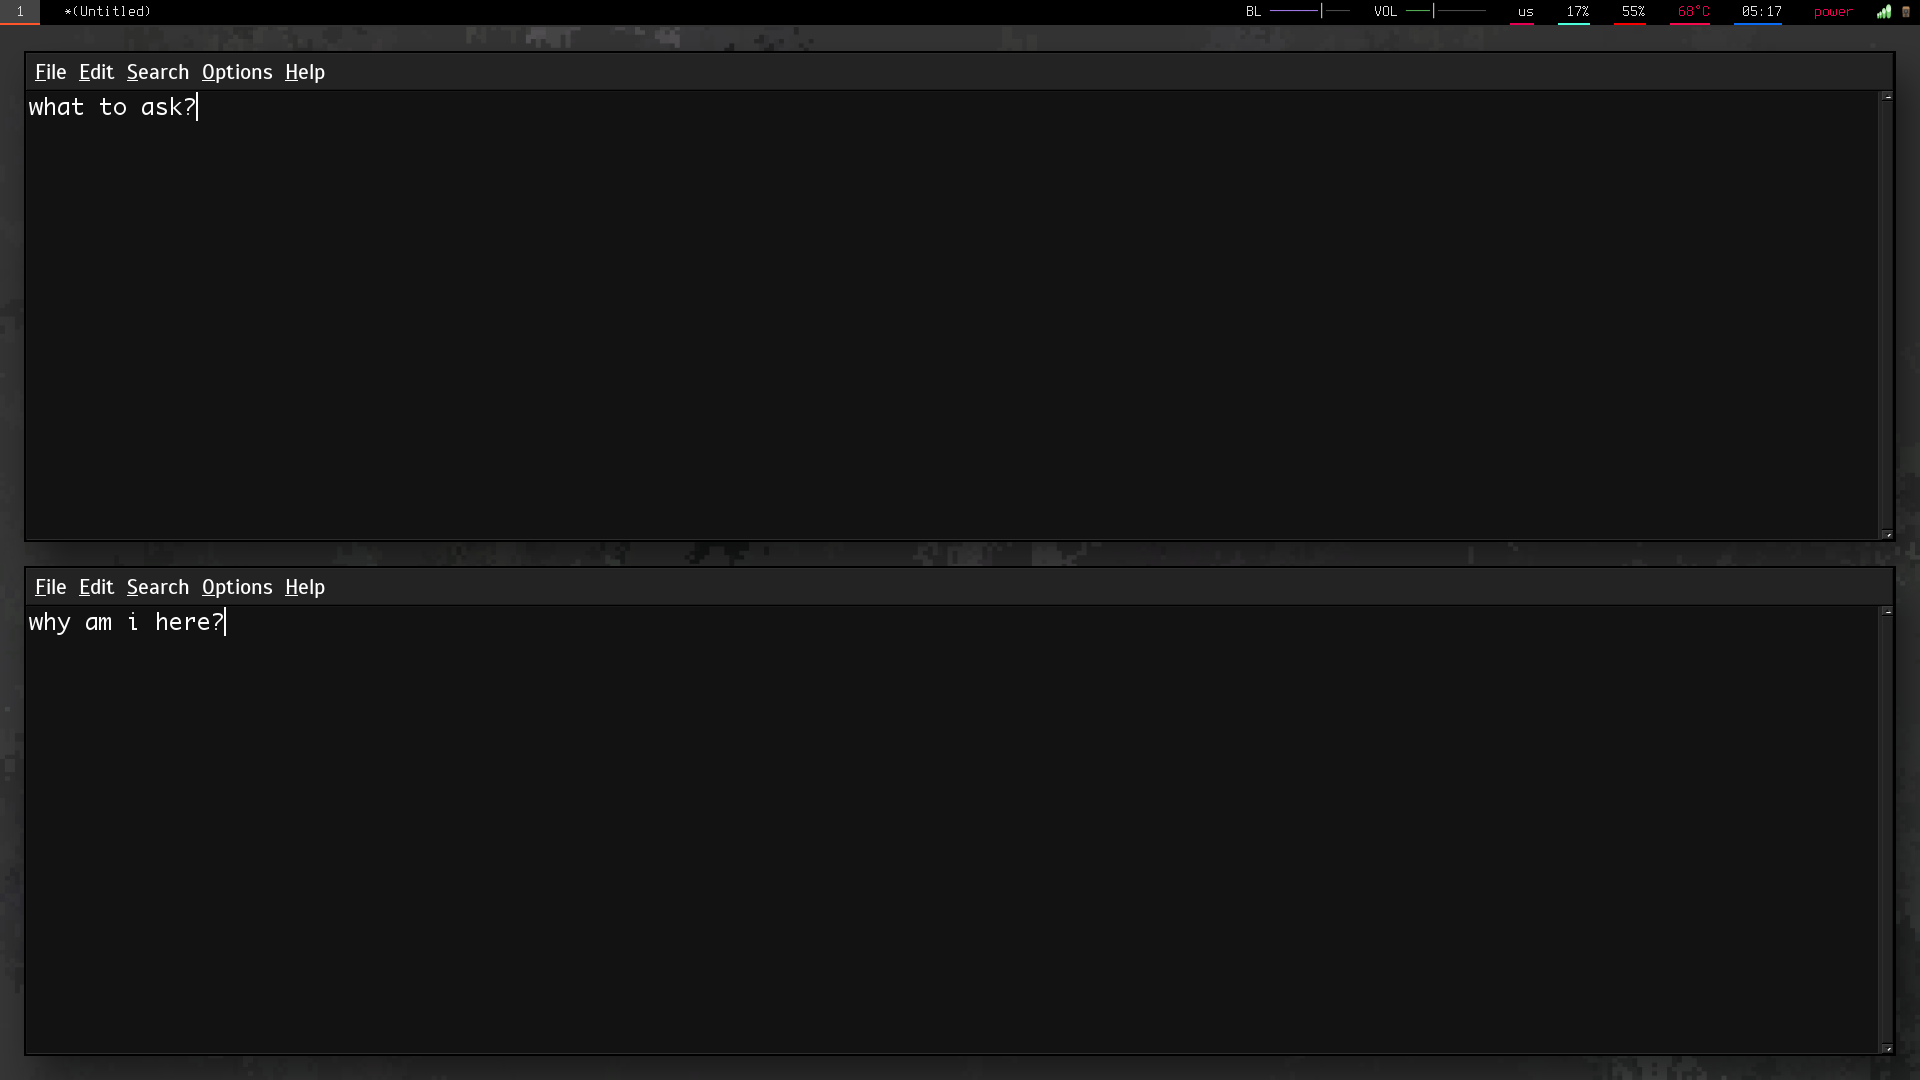 1 *(Untitled) BL VOL us 17% 55% 68°C 05:17 power
File Edit Search Options Help
what to ask?
File Edit Search Options Help
why am i here?